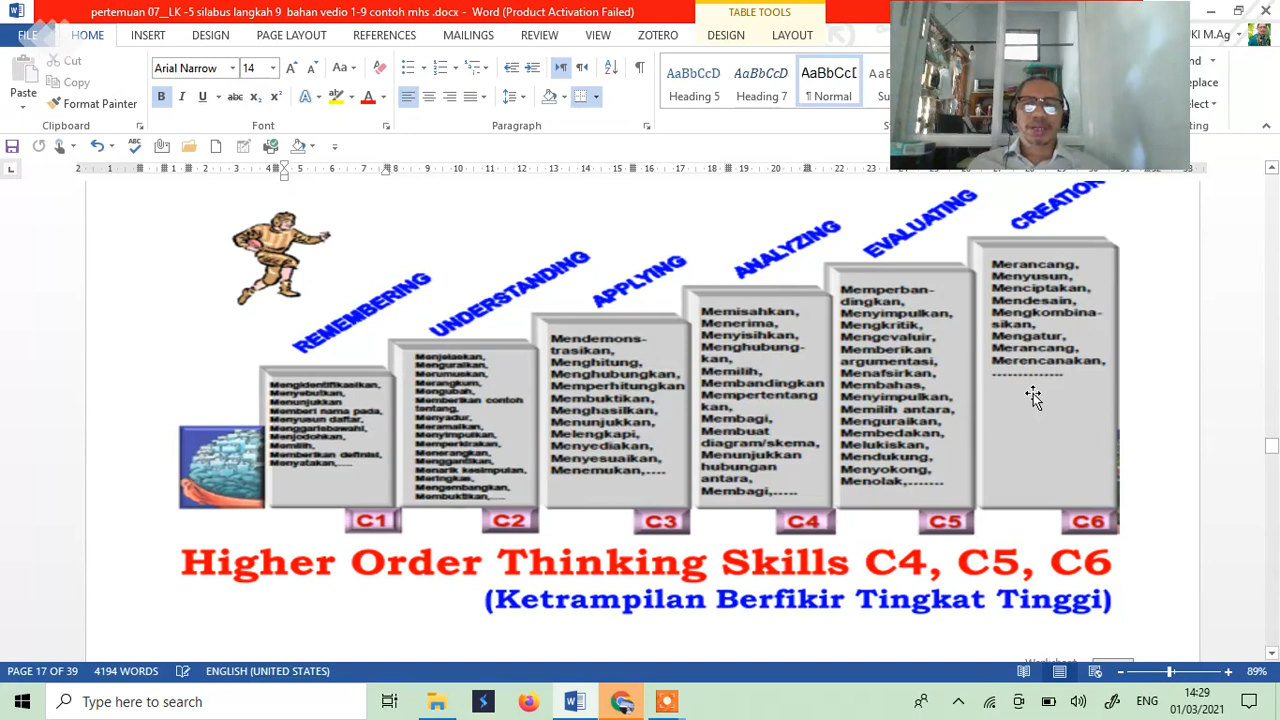 pertemuan 07__LK -5 silabus langkah 9 bahan vedio 1-9 contoh mhs .docx - Word (Product Activation Failed)
TABLE TOOLS
FILE HOME INSERT DESIGN PAGE LAYOUT REFERENCES MAILINGS REVIEW VIEW ZOTERO DESIGN LAYOUT
KI M.Ag
Paste
Cut
Copy
Format Painter
Clipboard
Arial Narrow 14
Font
Paragraph
AaBbCcD AaBbCcD AaBbCcD
Heading 5 Heading 7 ¶ Normal
REMEMBERING
UNDERSTANDING
APPLYING
ANALYZING
EVALUATING
CREATION
Mengidentifikasikan,
Menyebutkan,
Menunjukkan
Memberi nama pada,
Menyusun daftar,
Menggarisbawahi,
Menjodohkan,
Memilih,
Memberikan definisi,
Menyatakan,....
C1
Menjelaskan,
Menguraikan,
Merumuskan,
Merangkum,
Mengubah,
Memberikan contoh
tentang,
Menyadur,
Meramalkan,
Menyimpulkan,
Memperkirakan,
Menerangkan,
Menggantikan,
Menarik kesimpulan,
Meringkas,
Mengembangkan,
Membuktikan,....
C2
Mendemons-
trasikan,
Menghitung,
Menghubungkan,
Memperhitungkan
Membuktikan,
Menghasilkan,
Menunjukkan,
Melengkapi,
Menyediakan,
Menyesuaikan,
Menemukan,....
C3
Memisahkan,
Menerima,
Menyisihkan,
Menghubung-
kan,
Memilih,
Membandingkan
Mempertentang
kan,
Membagi,
Membuat
diagram/skema,
Menunjukkan
hubungan
antara,
Membagi,.....
C4
Memperban-
dingkan,
Menyimpulkan,
Mengkritik,
Mengevaluir,
Memberikan
argumentasi,
Menafsirkan,
Membahas,
Menyimpulkan,
Memilih antara,
Menguraikan,
Membedakan,
Melukiskan,
Mendukung,
Menyokong,
Menolak,.......
C5
Merancang,
Menyusun,
Menciptakan,
Mendesain,
Mengkombina-
sikan,
Mengatur,
Merancang,
Merencanakan,
..............
C6
Higher Order Thinking Skills C4, C5, C6
(Ketrampilan Berfikir Tingkat Tinggi)
PAGE 17 OF 39 4194 WORDS ENGLISH (UNITED STATES) 89%
Type here to search
ENG
14:29
01/03/2021